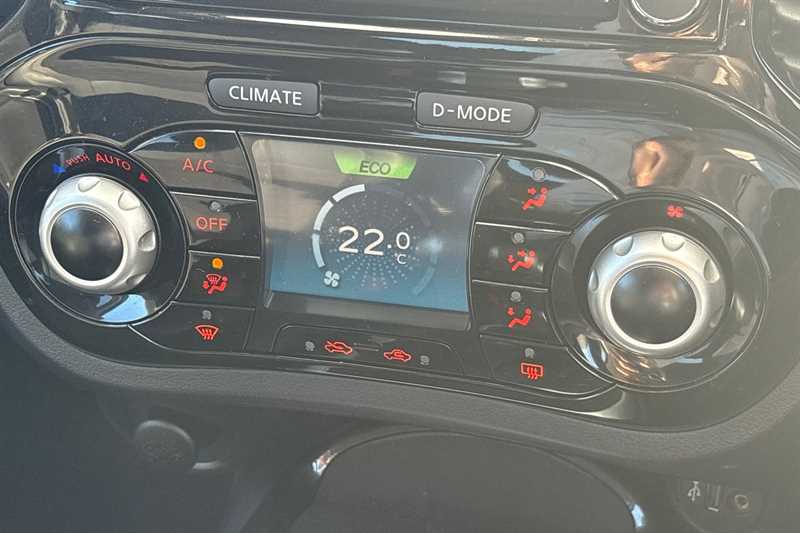 CLIMATE
D-MODE
PUSH AUTO
A/C
ECO
OFF
22.0
°C